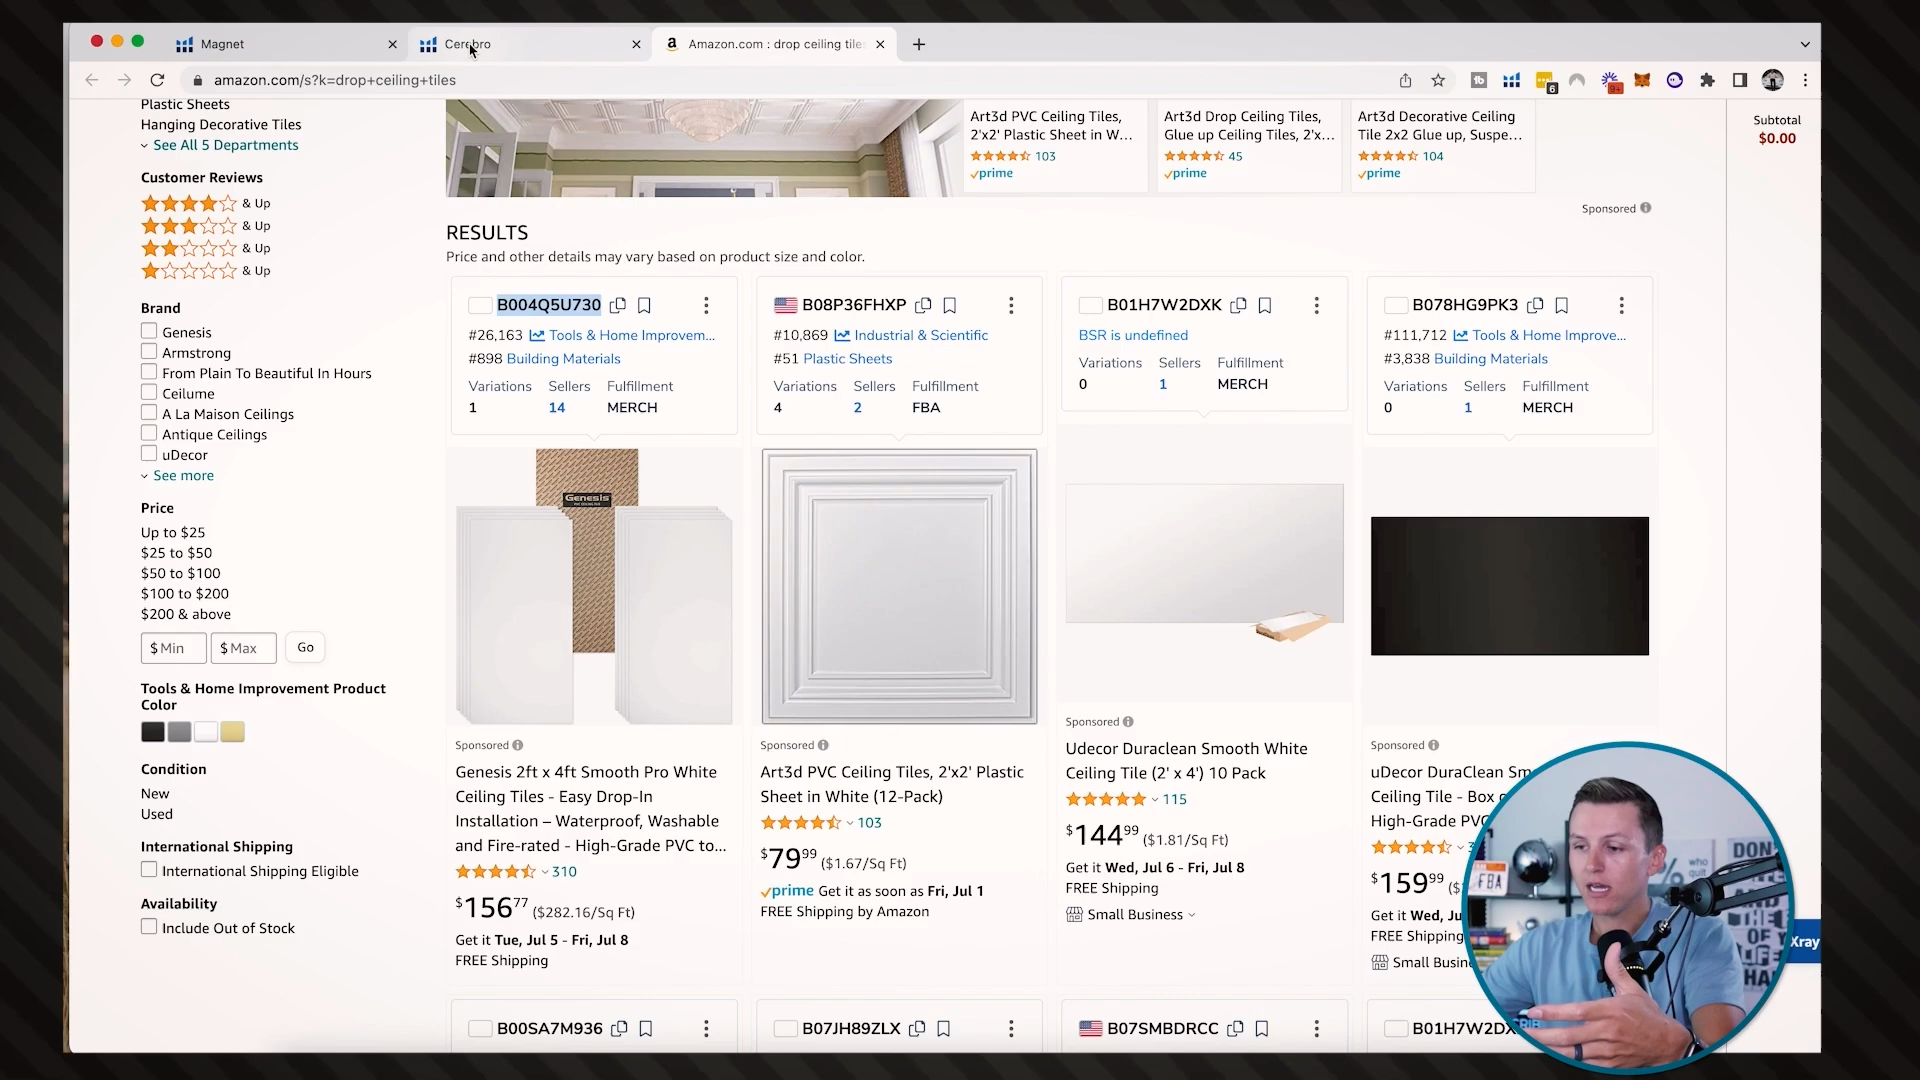 Magnet
Cerebro
Amazon.com : drop ceiling tile
amazon.com/s?k=drop+ceiling+tiles
6
9+
Plastic Sheets
Hanging Decorative Tiles
See All 5 Departments
Customer Reviews
& Up
& Up
& Up
& Up
Brand
Genesis
Armstrong
From Plain To Beautiful In Hours
Ceilume
A La Maison Ceilings
Antique Ceilings
uDecor
See more
Price
Up to $25
$25 to $50
$50 to $100
$100 to $200
$200 & above
$ Min
$ Max
Go
Tools & Home Improvement Product
Color
Condition
New
Used
International Shipping
International Shipping Eligible
Availability
Include Out of Stock
Art3d PVC Ceiling Tiles,
2'x2' Plastic Sheet in W...
103
prime
Art3d Drop Ceiling Tiles,
Glue up Ceiling Tiles, 2'x...
45
prime
Art3d Decorative Ceiling
Tile 2x2 Glue up, Suspe...
104
prime
Subtotal
$0.00
Sponsored
RESULTS
Price and other details may vary based on product size and color.
B004Q5U730
#26,163 Tools & Home Improvem...
#898 Building Materials
Variations Sellers Fulfillment
1 14 MERCH
Genesis
Sponsored
Genesis 2ft x 4ft Smooth Pro White
Ceiling Tiles - Easy Drop-In
Installation – Waterproof, Washable
and Fire-rated - High-Grade PVC to...
310
$156.77 ($282.16/Sq Ft)
Get it Tue, Jul 5 - Fri, Jul 8
FREE Shipping
B08P36FHXP
#10,869 Industrial & Scientific
#51 Plastic Sheets
Variations Sellers Fulfillment
4 2 FBA
Sponsored
Art3d PVC Ceiling Tiles, 2'x2' Plastic
Sheet in White (12-Pack)
103
$79.99 ($1.67/Sq Ft)
prime Get it as soon as Fri, Jul 1
FREE Shipping by Amazon
B01H7W2DXK
BSR is undefined
Variations Sellers Fulfillment
0 1 MERCH
Sponsored
Udecor Duraclean Smooth White
Ceiling Tile (2' x 4') 10 Pack
115
$144.99 ($1.81/Sq Ft)
Get it Wed, Jul 6 - Fri, Jul 8
FREE Shipping
Small Business
B078HG9PK3
#111,712 Tools & Home Improve...
#3,838 Building Materials
Variations Sellers Fulfillment
0 1 MERCH
Sponsored
uDecor DuraClean
Ceiling Tile - Box
High-Grade PVC
$159.99
Get it Wed,
FREE Shipping
Small
B00SA7M936
B07JH89ZLX
B07SMBDRCC
Xray
FBA
who
quit
DON'